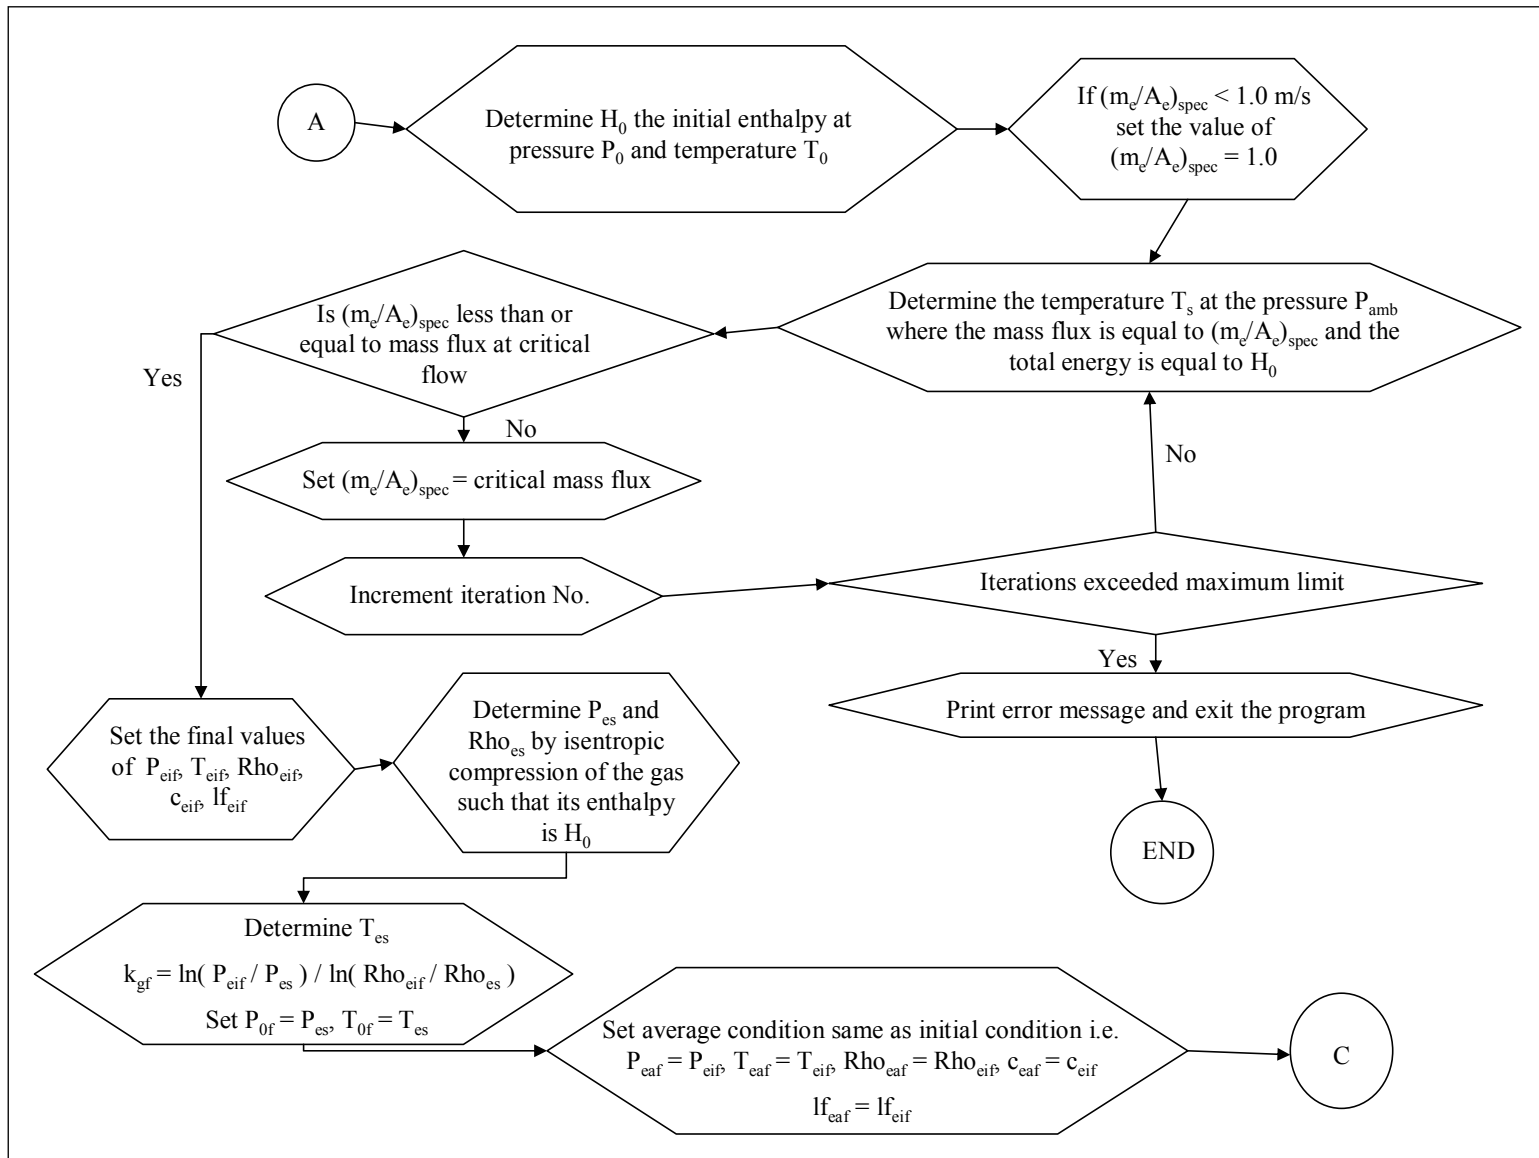 A
Determine H₀ the initial enthalpy at
pressure P₀ and temperature T₀
If (mₑ/Aₑ)ₛₚₑc < 1.0 m/s
set the value of
(mₑ/Aₑ)ₛₚₑc = 1.0
Determine the temperature Tₛ at the pressure Pₐₘb
where the mass flux is equal to (mₑ/Aₑ)ₛₚₑc and the
total energy is equal to H₀
Is (mₑ/Aₑ)ₛₚₑc less than or
equal to mass flux at critical
flow
Yes
No
Set (mₑ/Aₑ)ₛₚₑc = critical mass flux
Increment iteration No.
No
Iterations exceeded maximum limit
Yes
Print error message and exit the program
END
Set the final values
of Pₑif, Tₑif, Rhoₑif,
cₑif, lfₑif
Determine Pₑₛ and
Rhoₑₛ by isentropic
compression of the gas
such that its enthalpy
is H₀
Determine Tₑₛ
kgf = ln( Pₑif / Pₑₛ ) / ln( Rhoₑif / Rhoₑₛ )
Set P₀f = Pₑₛ, T₀f = Tₑₛ
Set average condition same as initial condition i.e.
Pₑₐf = Pₑif, Tₑₐf = Tₑif, Rhoₑₐf = Rhoₑif, cₑₐf = cₑif
lfₑₐf = lfₑif
C